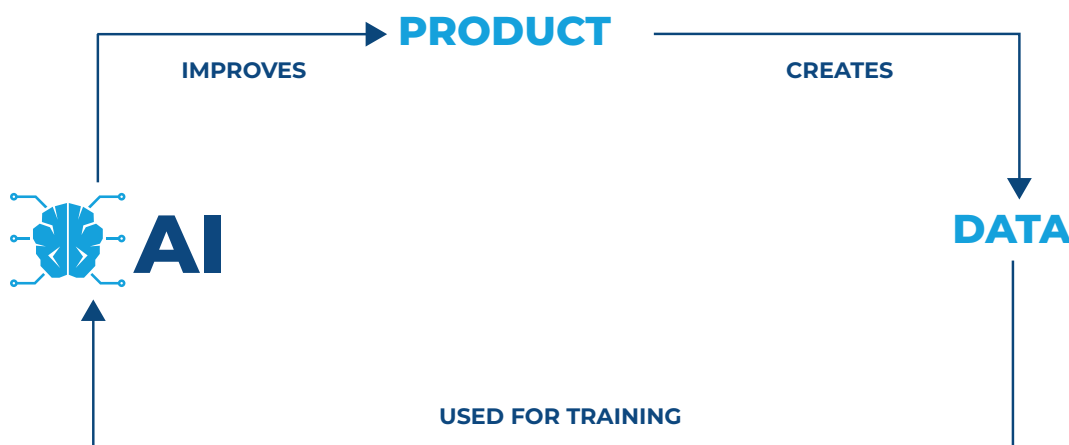 PRODUCT
IMPROVES
CREATES
AI
DATA
USED FOR TRAINING